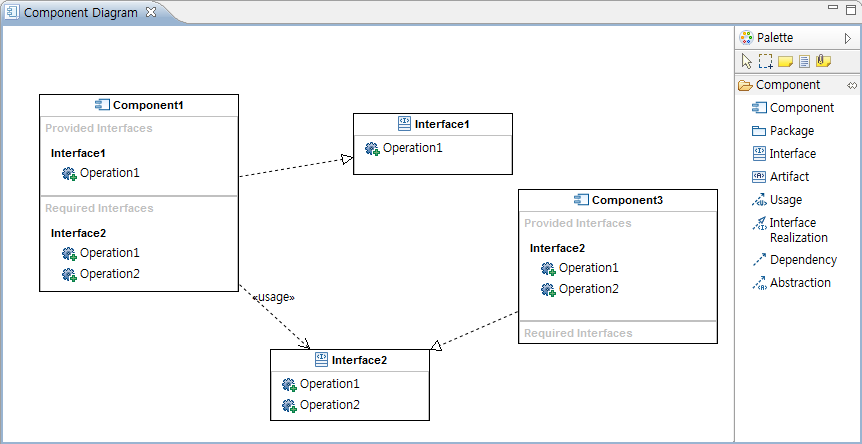 Component Diagram
Component1
Provided Interfaces
Interface1
Operation1
Required Interfaces
Interface2
Operation1
Operation2
Interface1
Operation1
Component3
Provided Interfaces
Interface2
Operation1
Operation2
Required Interfaces
«usage»
Interface2
Operation1
Operation2
Palette
Component
Component
Package
Interface
Artifact
Usage
Interface
Realization
Dependency
Abstraction